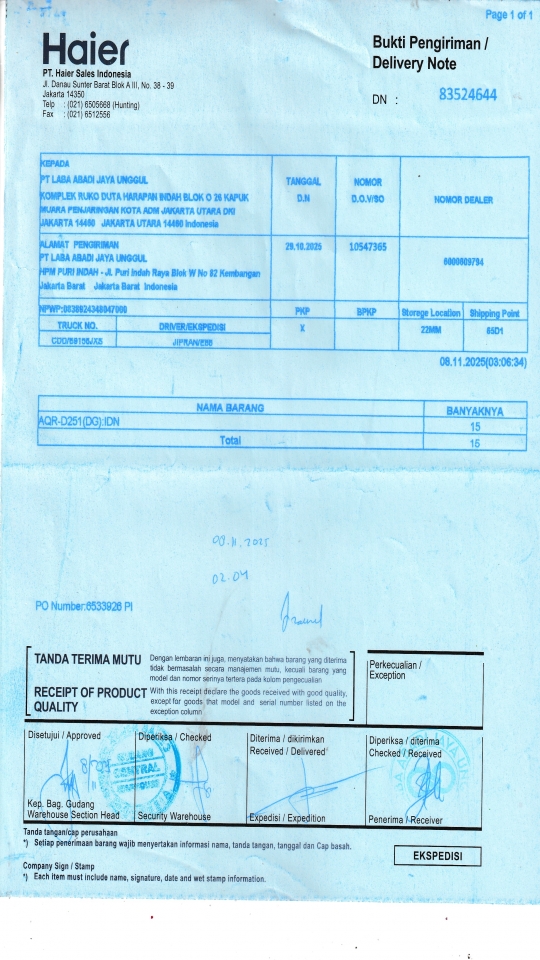 Page 1 of 1
Haier
PT. Haier Sales Indonesia
Jl. Danau Sunter Barat Blok A III, No. 38 - 39
Jakarta 14350
Telp : (021) 6505668 (Hunting)
Fax : (021) 6512556
Bukti Pengiriman /
Delivery Note
DN : 83524644
KEPADA
PT LABA ABADI JAYA UNGGUL
KOMPLEK RUKO DUTA HARAPAN INDAH BLOK O 26 KAPUK
MUARA PENJARINGAN KOTA ADM JAKARTA UTARA DKI
JAKARTA 14460 JAKARTA UTARA 14460 Indonesia
TANGGAL
D.N
NOMOR
D.O.V/SO
NOMOR DEALER
ALAMAT PENGIRIMAN
PT LABA ABADI JAYA UNGGUL
HPM PURI INDAH - Jl. Puri Indah Raya Blok W No 82 Kembangan
Jakarta Barat Jakarta Barat Indonesia
10547365
PKP BPKP Storege Location Shipping Point
TRUCK NO. DRIVER/EKSPEDISI X 22MM 65D1
08.11.2025(03:06:34)
NAMA BARANG BANYAKNYA
AQR-D251(DG):IDN 15
Total
02.04
PO Number:6533926 PI
TANDA TERIMA MUTU
Dengan lembaran ini juga, menyatakan bahwa barang yang diterima
tidak bermasalah secara manajemen mutu, kecuali barang yang
model dan nomor serinya tertera pada kolom pengecualian
RECEIPT OF PRODUCT
QUALITY
With this receipt declare the goods received with good quality,
except for goods that model and serial number listed on the
exception column
Perkecualian /
Exception
Disetujui / Approved
Diperiksa / Checked
Diterima / dikirimkan
Received / Delivered
Diperiksa / diterima
Checked / Received
CENTRAL
Kep. Bag. Gudang
Warehouse Section Head
Security Warehouse
Expedisi / Expedition
Penerima / Receiver
Tanda tangan/cap perusahaan
*) Setiap penerimaan barang wajib menyertakan informasi nama, tanda tangan, tanggal dan Cap basah.
EKSPEDISI
Company Sign / Stamp
*) Each item must include name, signature, date and wet stamp information.